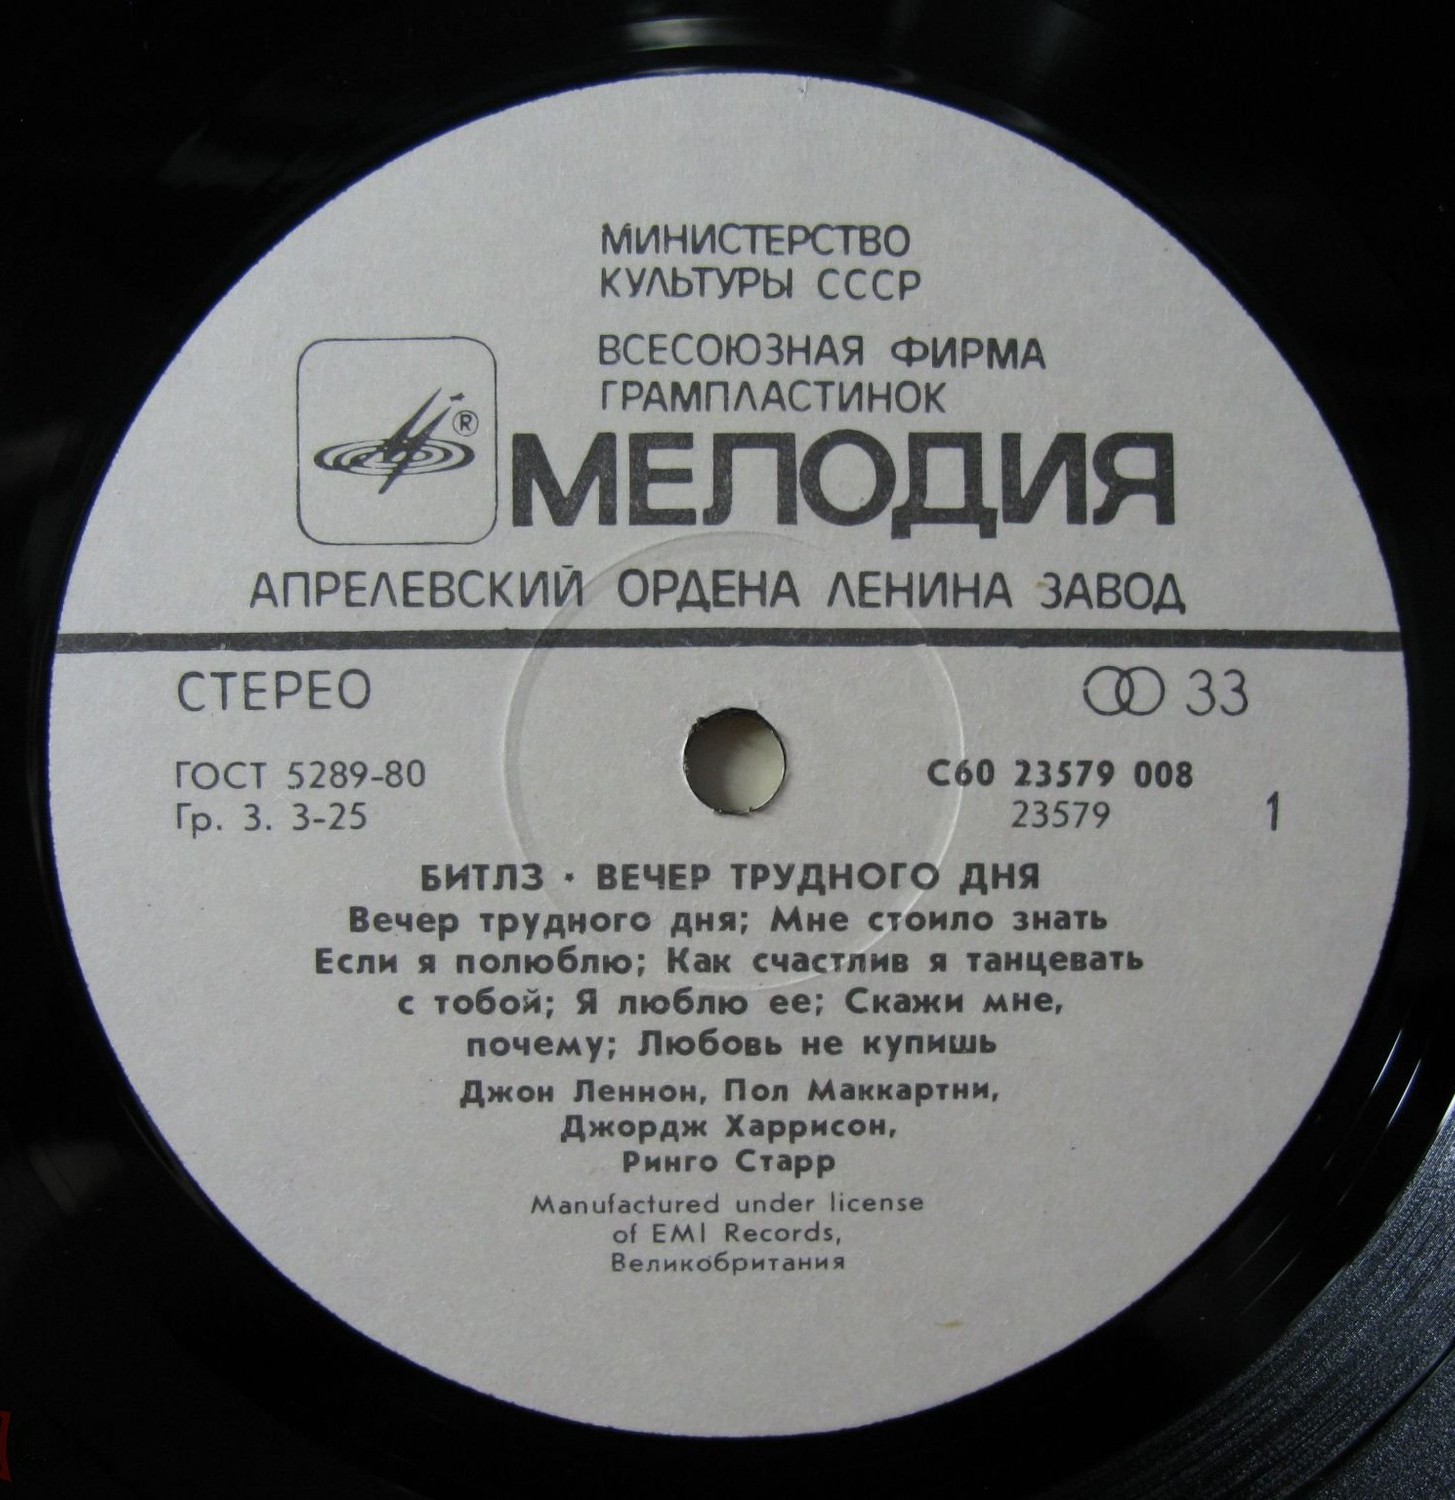 МИНИСТЕРСТВО
КУЛЬТУРЫ СССР
ВСЕСОЮЗНАЯ ФИРМА
ГРАМПЛАСТИНОК
®
МЕЛОДИЯ
АПРЕЛЕВСКИЙ ОРДЕНА ЛЕНИНА ЗАВОД
СТЕРЕО
33
ГОСТ 5289-80
С60 23579 008
Гр. 3. 3-25
23579
1
БИТЛЗ · ВЕЧЕР ТРУДНОГО ДНЯ
Вечер трудного дня; Мне стоило знать
Если я полюблю; Как счастлив я танцевать
с тобой; Я люблю ее; Скажи мне,
почему; Любовь не купишь
Джон Леннон, Пол Маккартни,
Джордж Харрисон,
Ринго Старр
Manufactured under license
of EMI Records,
Великобритания